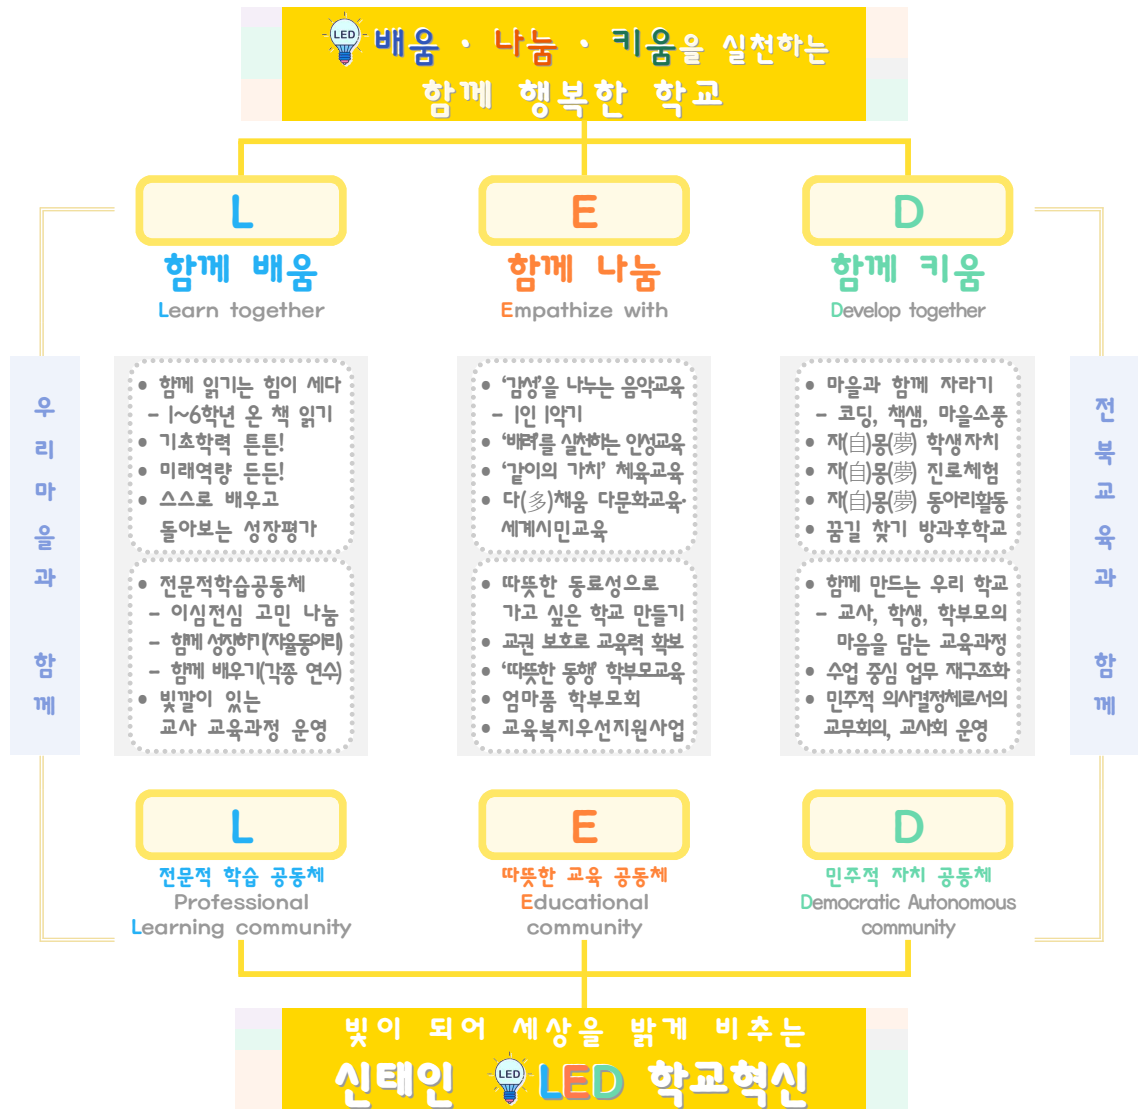 LED 배움 · 나눔 · 키움을 실천하는
함께 행복한 학교
L
함께 배움
Learn together
E
함께 나눔
Empathize with
D
함께 키움
Develop together
우리마을과 함께
• 함께 읽기는 힘이 세다
- 1~6학년 온 책 읽기
• 기초학력 튼튼!
• 미래역량 든든!
• 스스로 배우고
돌아보는 성장평가
• 전문적학습공동체
- 이심전심 고민 나눔
- 함께 성장하기(자율동아리)
- 함께 배우기(각종 연수)
• 빛깔이 있는
교사 교육과정 운영
• ‘감성’을 나누는 음악교육
- 1인 1악기
• ‘배려’를 실천하는 인성교육
• ‘같이의 가치’ 체육교육
• 다(多)채움 다문화교육·
세계시민교육
• 따뜻한 동료성으로
가고 싶은 학교 만들기
• 교권 보호로 교육력 확보
• ‘따뜻한 동행’ 학부모교육
• 엄마품 학부모회
• 교육복지우선지원사업
• 마을과 함께 자라기
- 코딩, 책샘, 마을소풍
• 자(自)몽(夢) 학생자치
• 자(自)몽(夢) 진로체험
• 자(自)몽(夢) 동아리활동
• 꿈길 찾기 방과후학교
• 함께 만드는 우리 학교
- 교사, 학생, 학부모의
마음을 담는 교육과정
• 수업 중심 업무 재구조화
• 민주적 의사결정체로서의
교무회의, 교사회 운영
전북교육과 함께
L
전문적 학습 공동체
Professional
Learning community
E
따뜻한 교육 공동체
Educational
community
D
민주적 자치 공동체
Democratic Autonomous
community
빛이 되어 세상을 밝게 비추는
신태인 LED LED 학교혁신